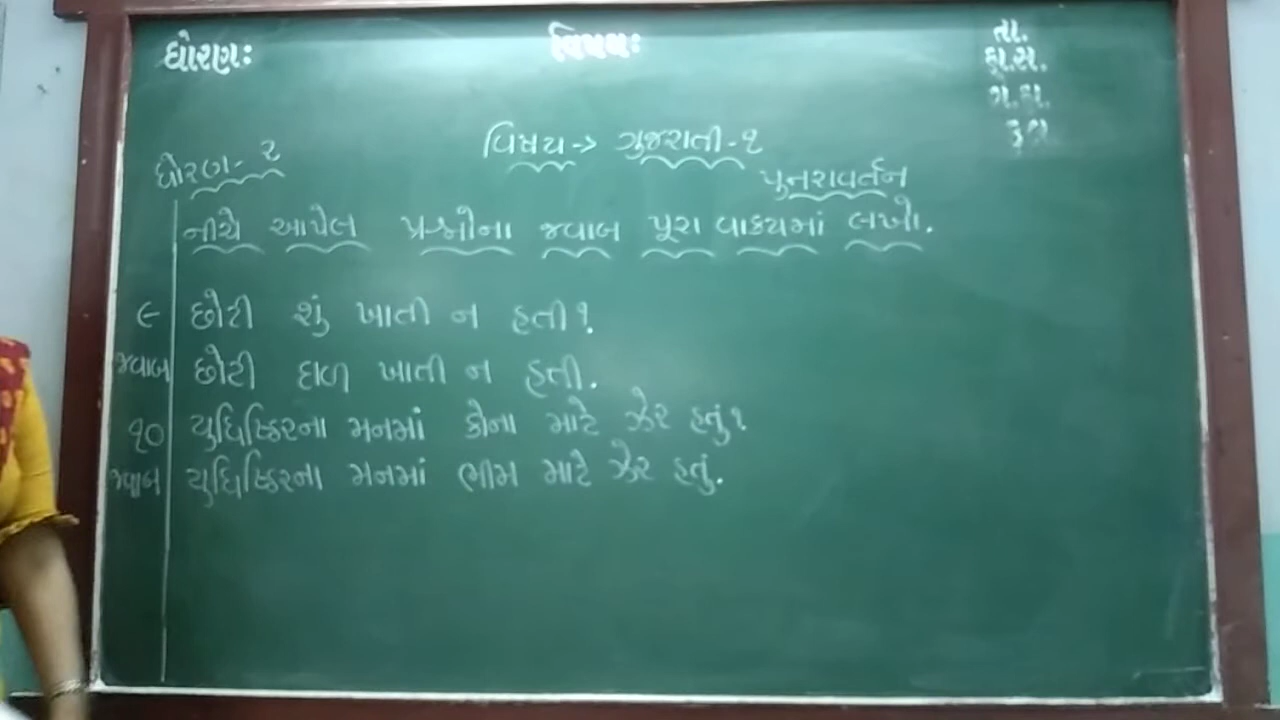 ધોરણઃ
વિષયઃ
તા.
કુ.સ.
ગે.હા.
કુલ
વિષય → ગુજરાતી-૧
ધોરણ - ૨
પુનરાવર્તન
નીચે આપેલ પ્રશ્નોના જવાબ પૂરા વાક્યમાં લખો.
૯ છોટી શું ખાતી ન હતી?
જવાબ છોટી દાળ ખાતી ન હતી.
૧૦ યુધિષ્ઠિરના મનમાં કોના માટે ઝેર હતું?
જવાબ યુધિષ્ઠિરના મનમાં ભીમ માટે ઝેર હતું.